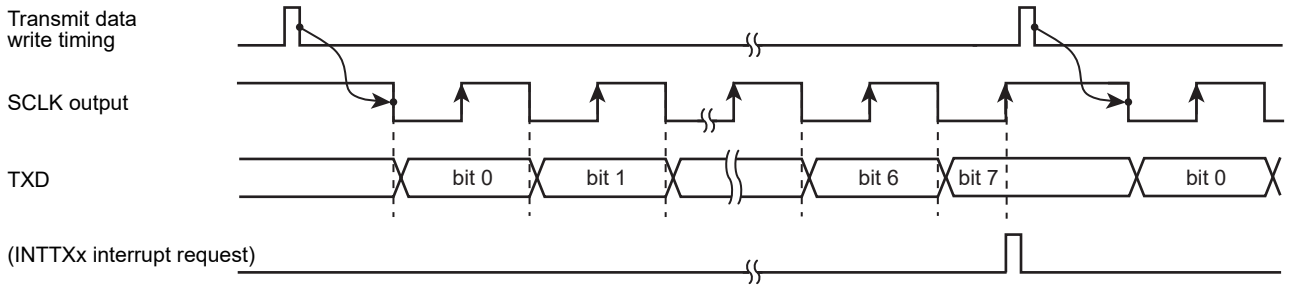 Transmit data
write timing
SCLK output
TXD
bit 0
bit 1
bit 6
bit 7
bit 0
(INTTXx interrupt request)